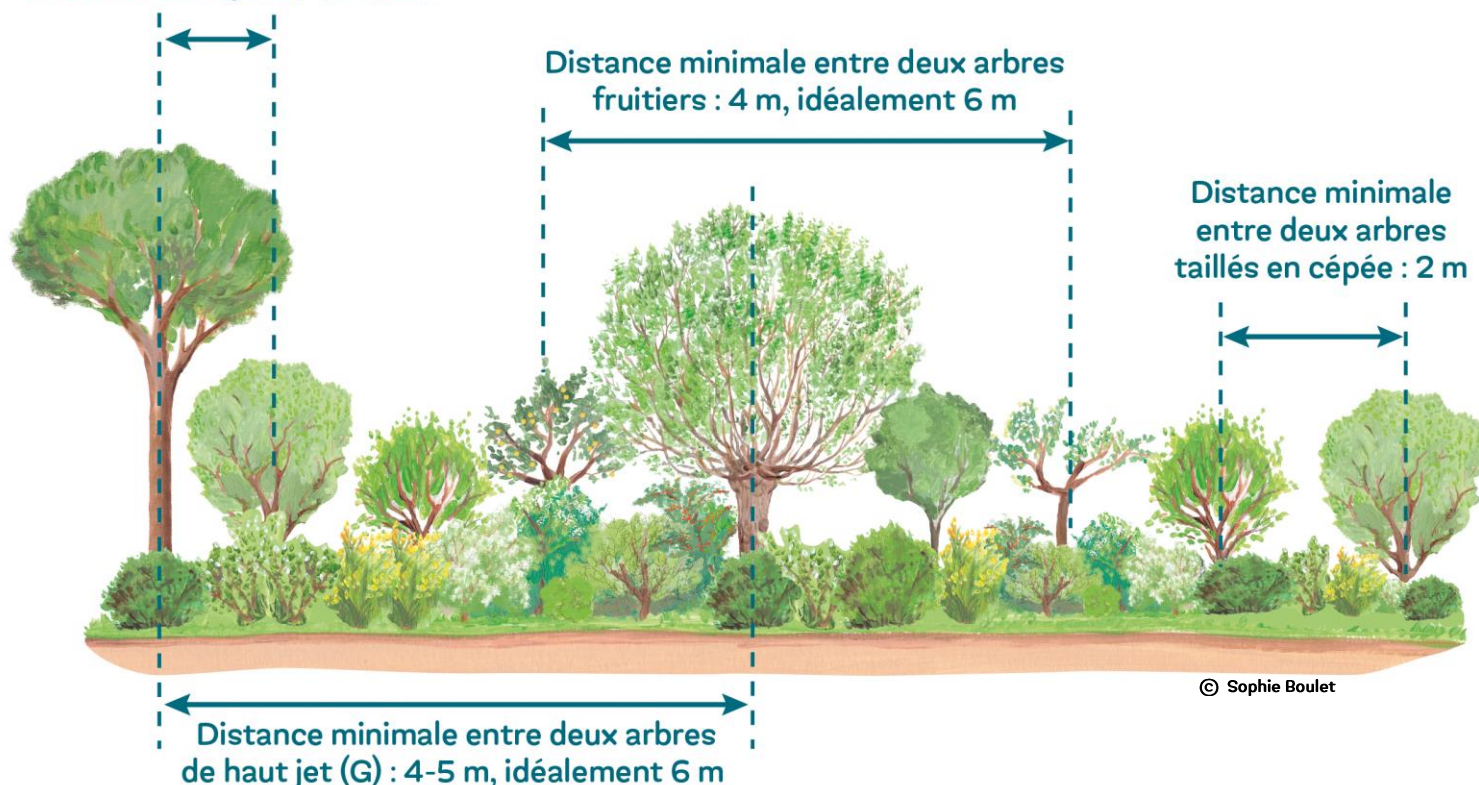 Distance minimale entre deux arbres
fruitiers : 4 m, idéalement 6 m
Distance minimale
entre deux arbres
taillés en cépée : 2 m
© Sophie Boulet
Distance minimale entre deux arbres
de haut jet (G) : 4-5 m, idéalement 6 m